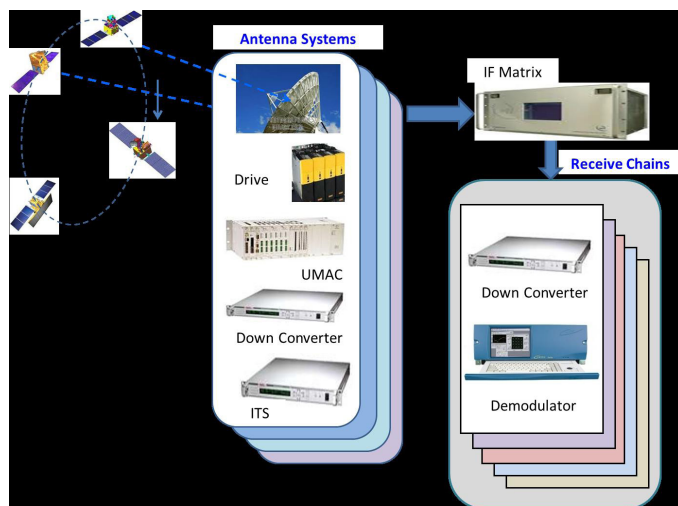 Antenna Systems
IF Matrix
Receive Chains
Drive
UMAC
Down Converter
ITS
Down Converter
Demodulator